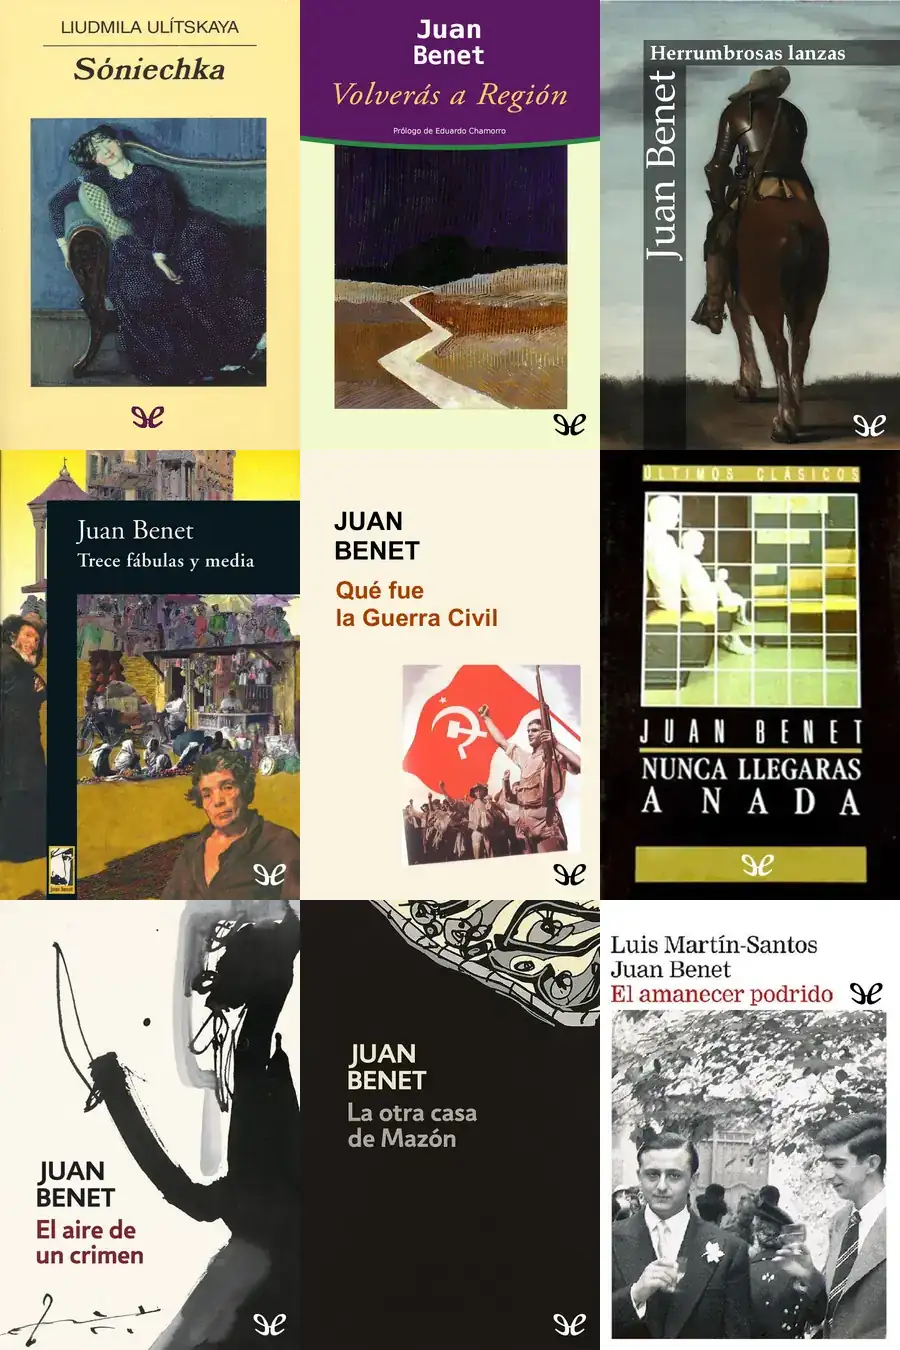 LIUDMILA ULÍTSKAYA
Sóniechka
Juan
Benet
Volverás a Región
Prólogo de Eduardo Chamorro
Herrumbrosas lanzas
Juan Benet
Juan Benet
Trece fábulas y media
JUAN
BENET
Qué fue
la Guerra Civil
ÚLTIMOS CLÁSICOS
JUAN BENET
NUNCA LLEGARAS
A NADA
JUAN
BENET
El aire de
un crimen
JUAN
BENET
La otra casa
de Mazón
Luis Martín-Santos
Juan Benet
El amanecer podrido